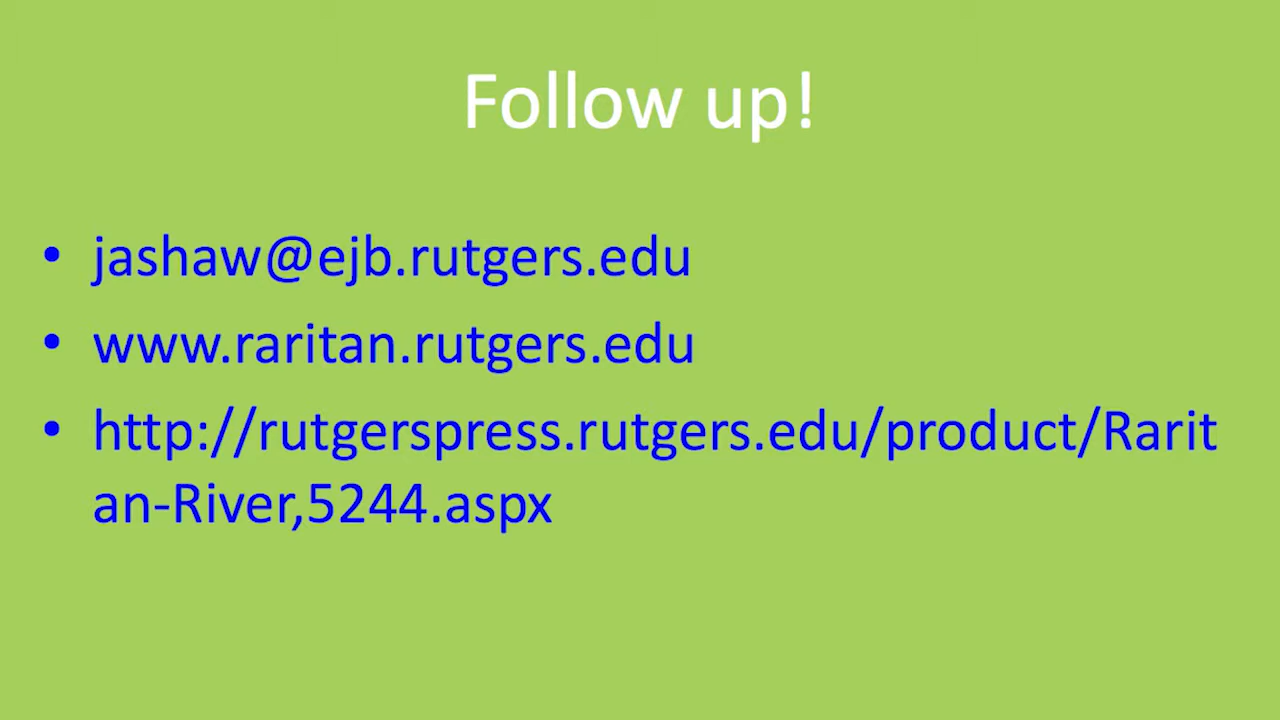 Follow up!
• jashaw@ejb.rutgers.edu
• www.raritan.rutgers.edu
• http://rutgerspress.rutgers.edu/product/Rarit
an-River,5244.aspx